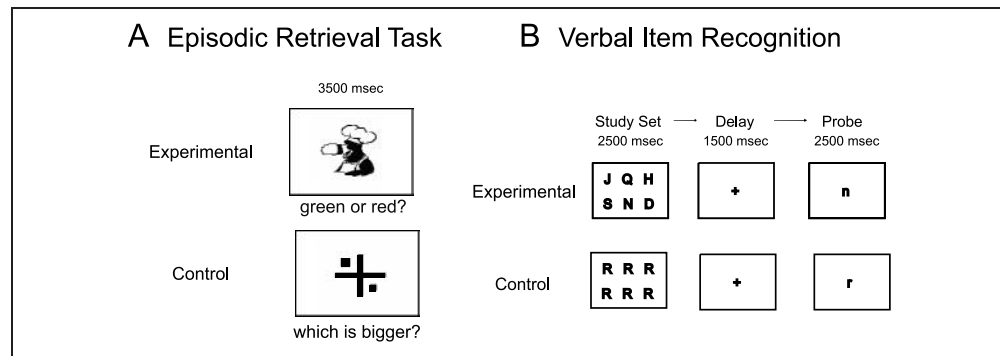 A Episodic Retrieval Task
3500 msec
Experimental
green or red?
Control
which is bigger?
B Verbal Item Recognition
Study Set → Delay → Probe
2500 msec 1500 msec 2500 msec
Experimental
J Q H
S N D
+
n
Control
R R R
R R R
+
r